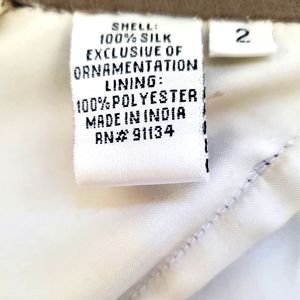 SHELL:
100% SILK
EXCLUSIVE OF
ORNAMENTATION
LINING:
100%POLYESTER
MADE IN INDIA
RN# 91134
2